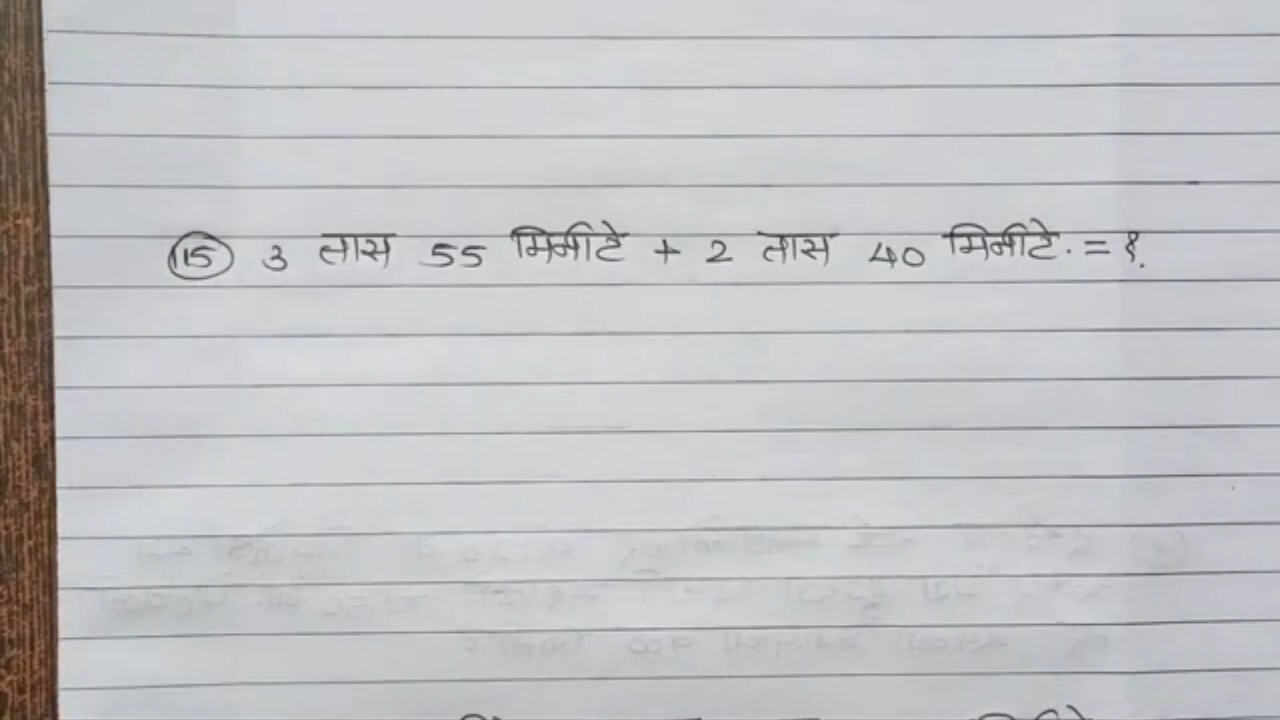 15 3 तास 55 मिनीटे + 2 तास 40 मिनीटे. = ?